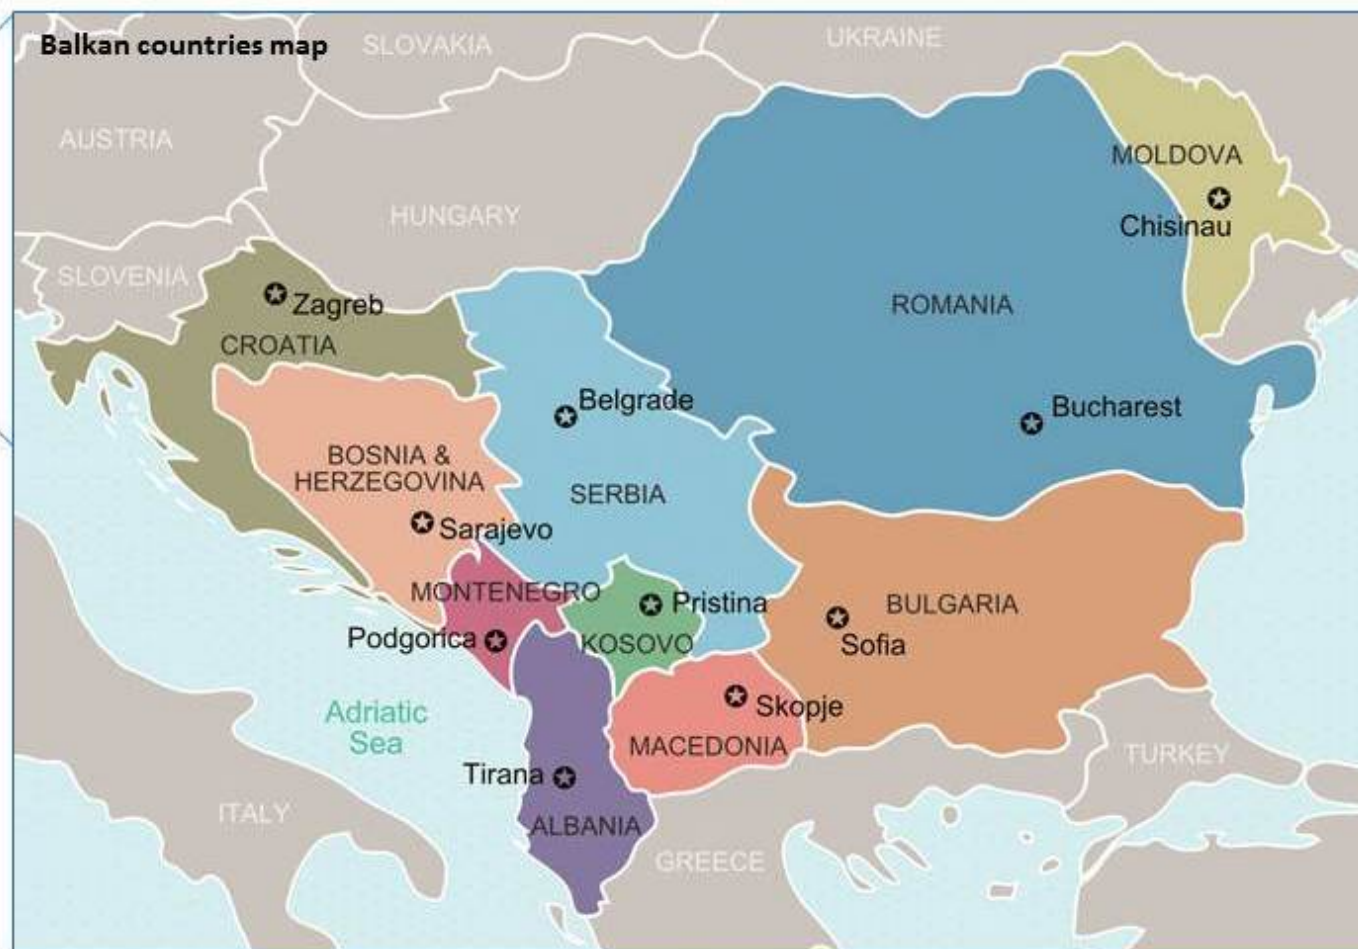 Balkan countries map
SLOVAKIA
UKRAINE
AUSTRIA
MOLDOVA
HUNGARY
Chisinau
SLOVENIA
Zagreb
ROMANIA
CROATIA
Belgrade
Bucharest
BOSNIA &
HERZEGOVINA
SERBIA
Sarajevo
MONTENEGRO
Pristina
BULGARIA
Podgorica
KOSOVO
Sofia
Adriatic
Sea
Skopje
MACEDONIA
TURKEY
Tirana
ITALY
ALBANIA
GREECE